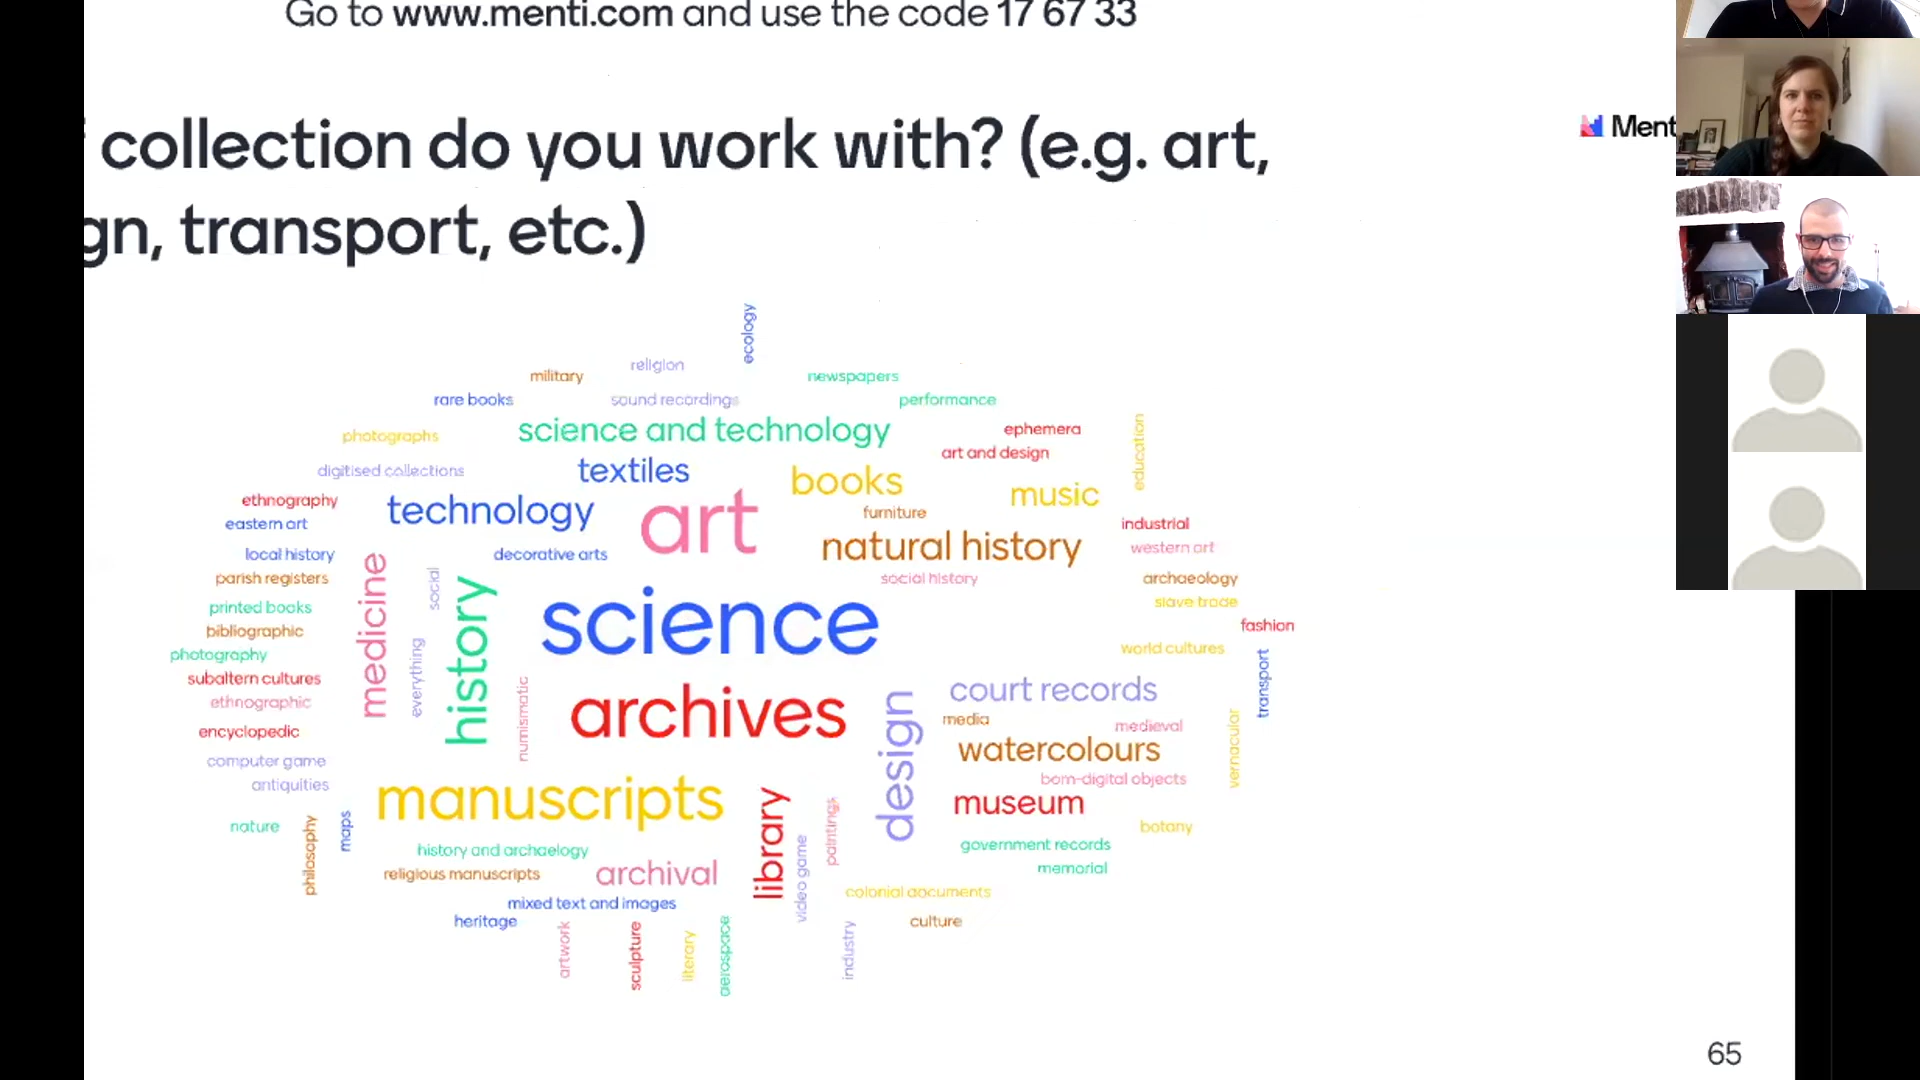 Go to www.menti.com and use the code 17 67 33
collection do you work with? (e.g. art,
gn, transport, etc.)
Ment
ecology
religion
military
newspapers
rare books
sound recordings
performance
science and technology
ephemera
photographs
art and design
education
digitised collections
textiles
books
music
ethnography
technology
art
furniture
eastern art
industrial
local history
decorative arts
natural history
western art
parish registers
medicine
social
history
social history
archaeology
printed books
science
slave trade
bibliographic
fashion
photography
everything
world cultures
transport
subaltern cultures
numismatic
archives
design
court records
ethnographic
media
medieval
vernacular
encyclopedic
watercolours
computer game
born-digital objects
antiquities
manuscripts
library
museum
nature
philosophy
maps
paintings
botany
history and archaelogy
video game
government records
religious manuscripts
archival
memorial
mixed text and images
colonial documents
heritage
culture
artwork
sculpture
literary
aerospace
industry
65